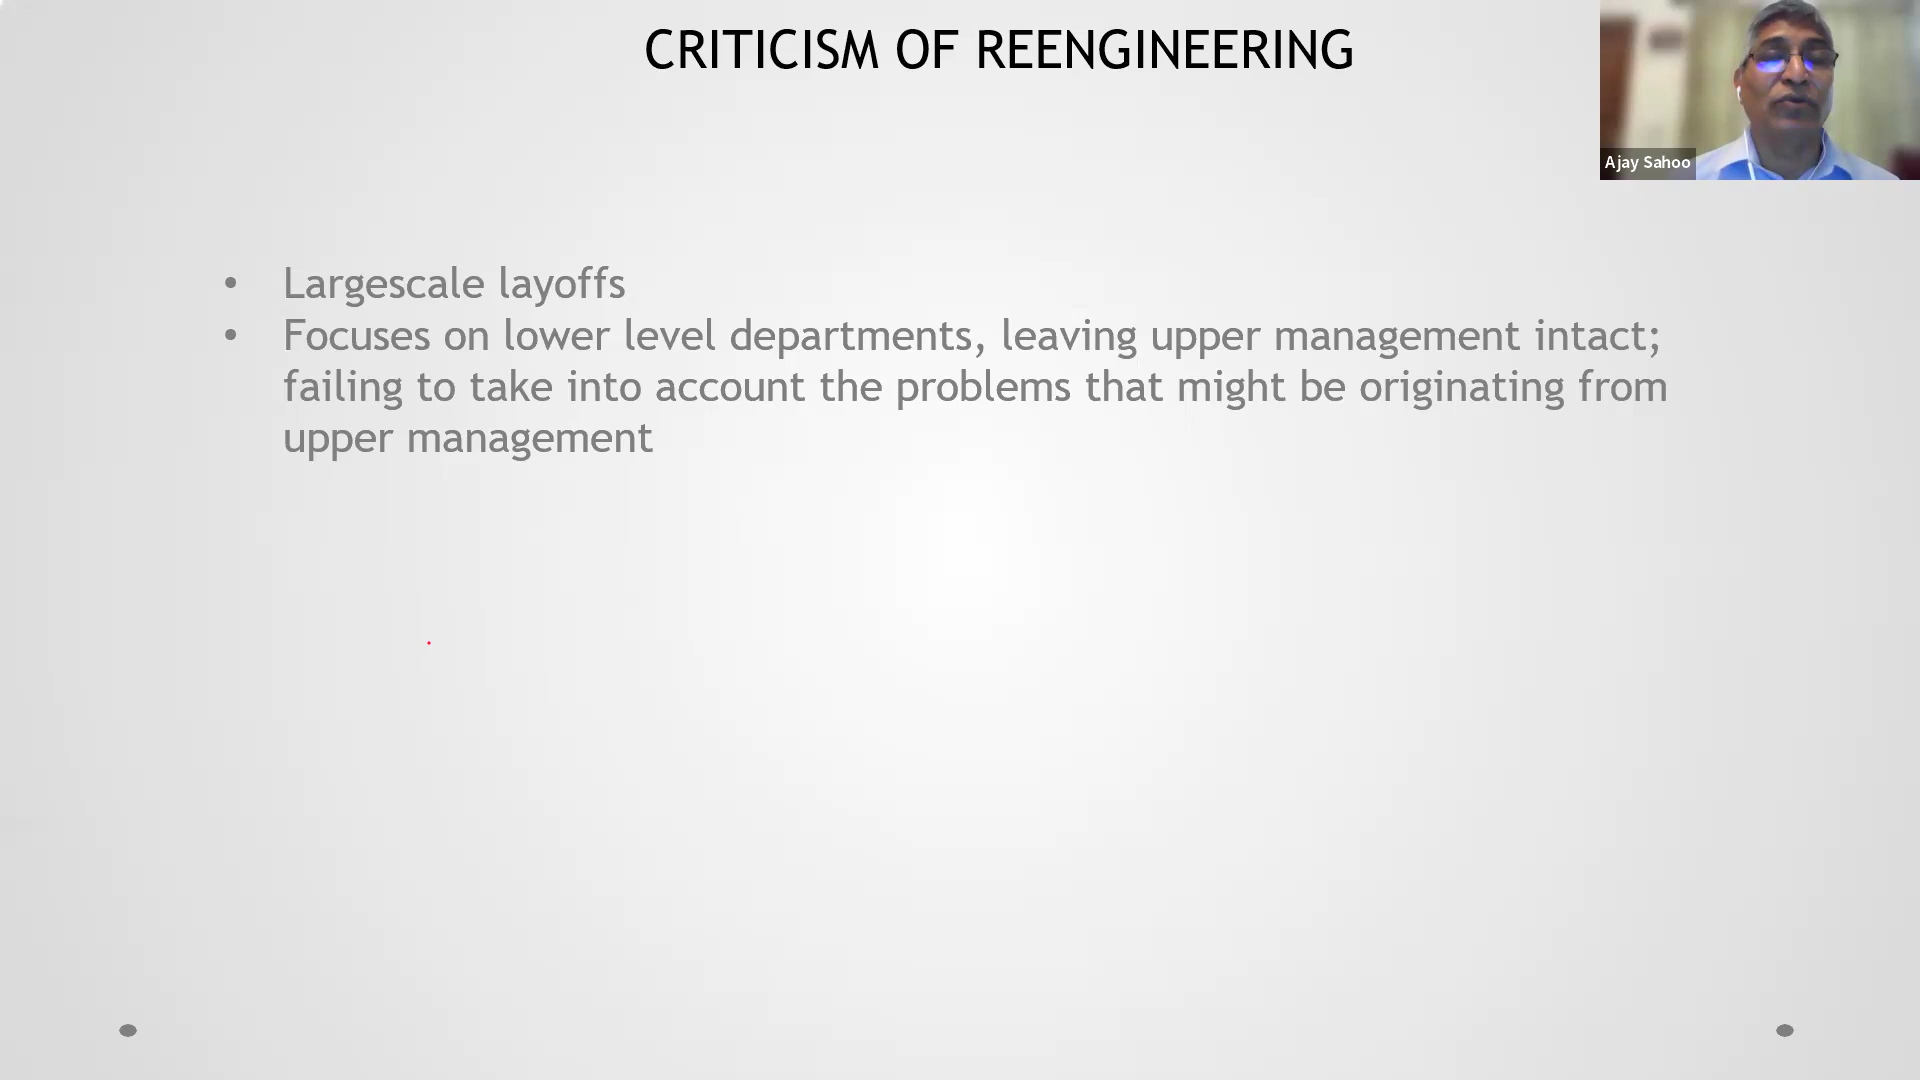 CRITICISM OF REENGINEERING
Ajay Sahoo
• Largescale layoffs
• Focuses on lower level departments, leaving upper management intact;
failing to take into account the problems that might be originating from
upper management